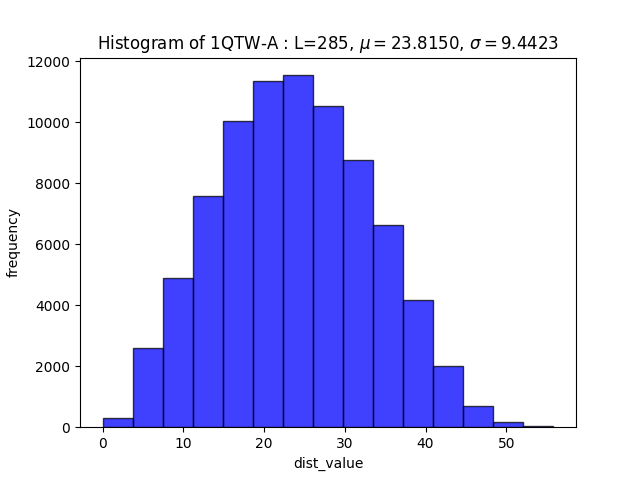 Histogram of 1QTW-A : L=285, μ = 23.8150, σ = 9.4423
12000
10000
8000
6000
4000
2000
0
frequency
0 10 20 30 40 50
dist_value